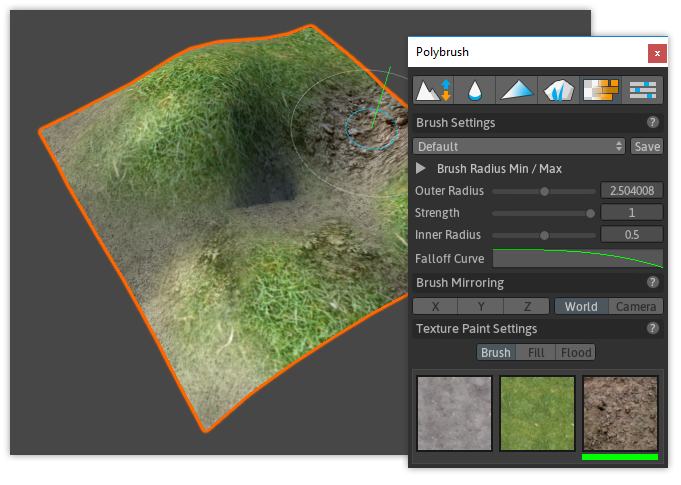 Polybrush
x
Brush Settings ?
Default Save
Brush Radius Min / Max
Outer Radius 2.504008
Strength 1
Inner Radius 0.5
Falloff Curve
Brush Mirroring ?
X Y Z World Camera
Texture Paint Settings ?
Brush Fill Flood